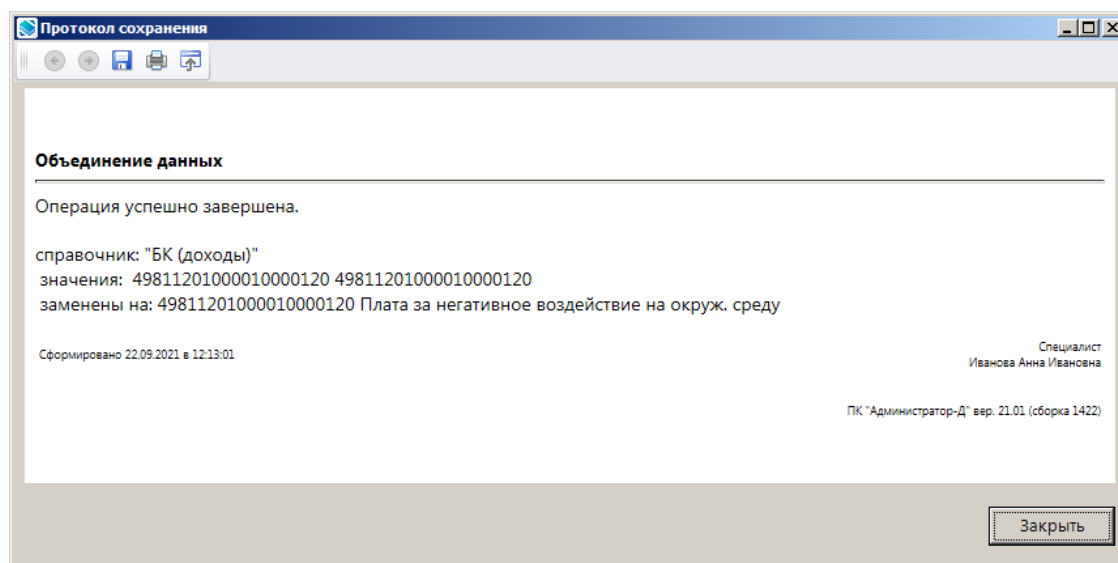 Протокол сохранения
Объединение данных
Операция успешно завершена.
справочник: "БК (доходы)"
значения: 49811201000010000120 49811201000010000120
заменены на: 49811201000010000120 Плата за негативное воздействие на окруж. среду
Сформировано 22.09.2021 в 12:13:01
Специалист
Иванова Анна Ивановна
ПК "Администратор-Д" вер. 21.01 (сборка 1422)
Закрыть